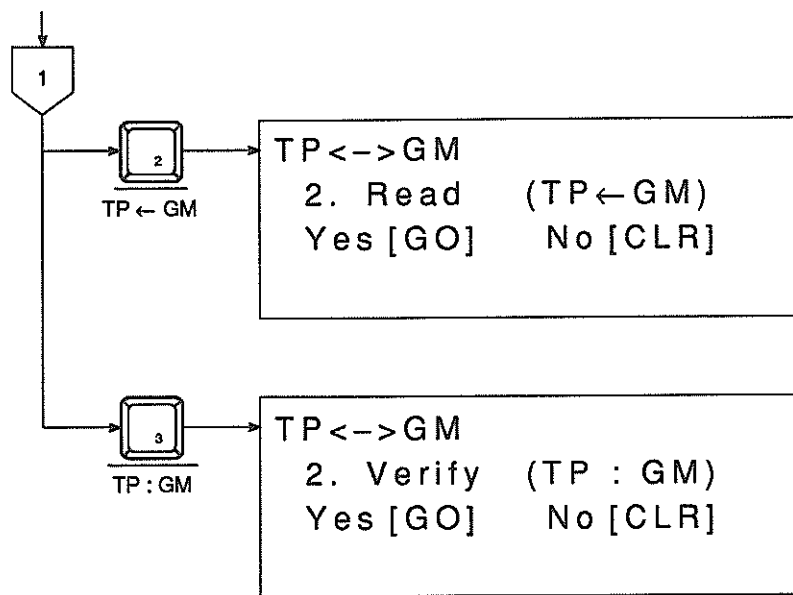 1
2
TP ← GM
TP<->GM
2. Read (TP←GM)
Yes [GO] No [CLR]
3
TP : GM
TP<->GM
2. Verify (TP : GM)
Yes [GO] No [CLR]